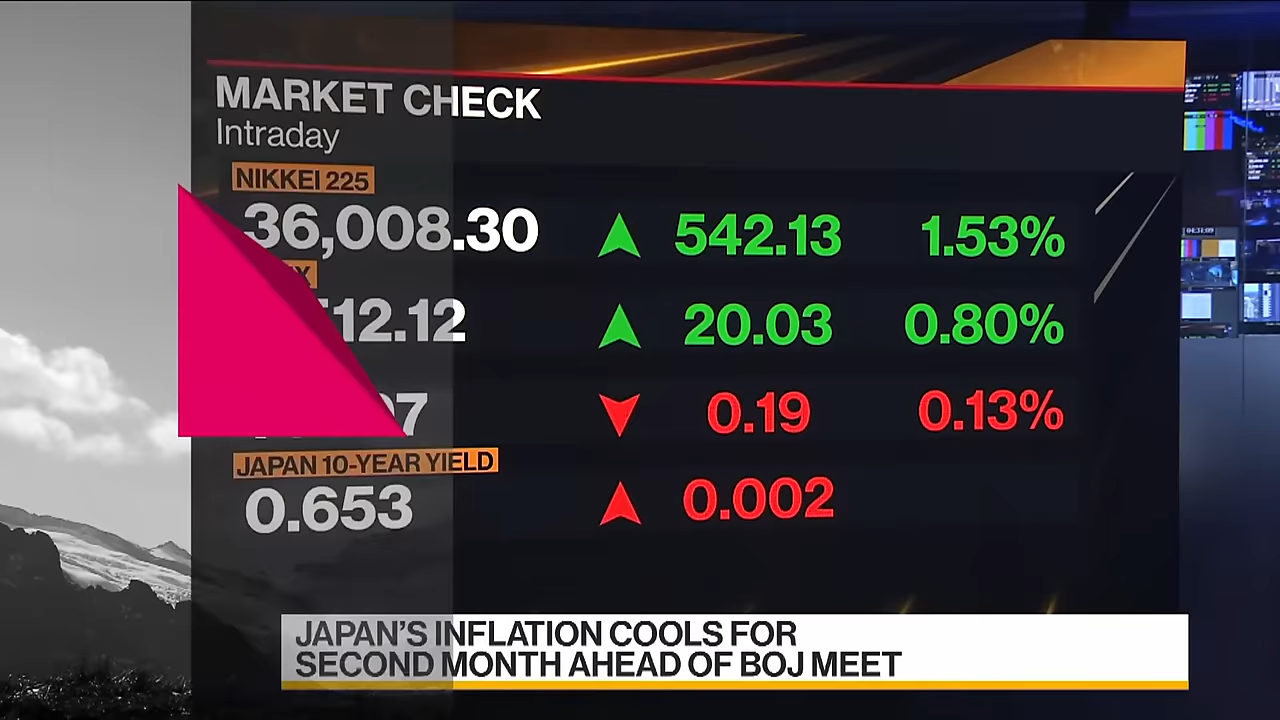 MARKET CHECK
Intraday
NIKKEI 225
36,008.30 542.13 1.53%
12.12 20.03 0.80%
7 0.19 0.13%
JAPAN 10-YEAR YIELD
0.653 0.002
JAPAN'S INFLATION COOLS FOR
SECOND MONTH AHEAD OF BOJ MEET